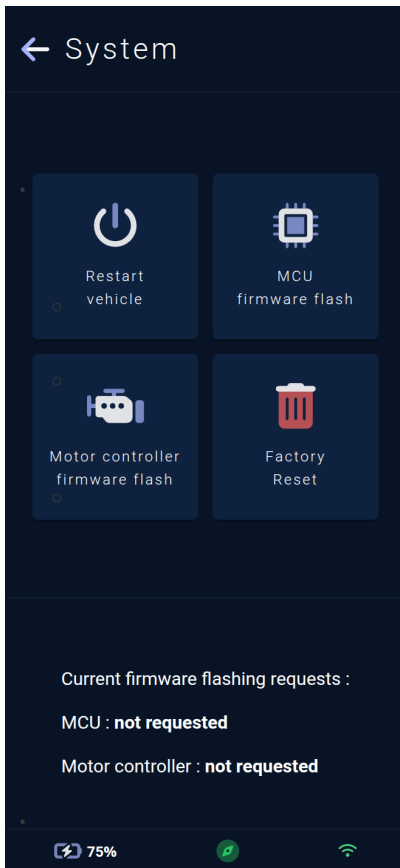 System
Restart
vehicle
MCU
firmware flash
Motor controller
firmware flash
Factory
Reset
Current firmware flashing requests :
MCU : not requested
Motor controller : not requested
75%